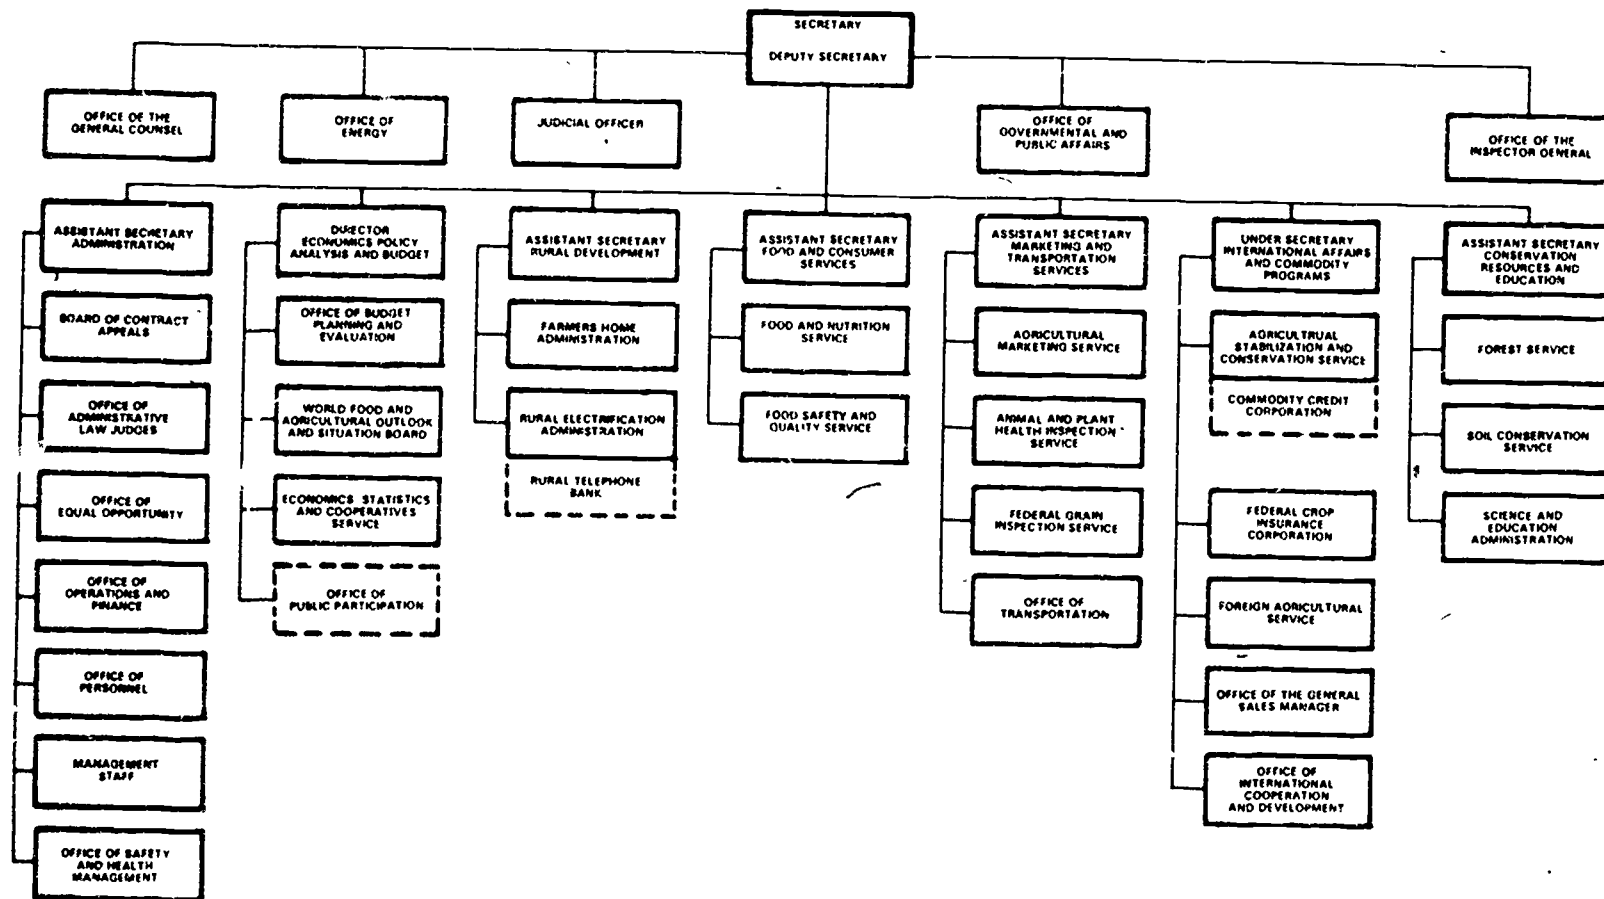 SECRETARY
DEPUTY SECRETARY
OFFICE OF THE
GENERAL COUNSEL
OFFICE OF
ENERGY
JUDICIAL OFFICER
OFFICE OF
GOVERNMENTAL AND
PUBLIC AFFAIRS
OFFICE OF THE
INSPECTOR GENERAL
ASSISTANT SECRETARY
ADMINISTRATION
BOARD OF CONTRACT
APPEALS
OFFICE OF
ADMINISTRATIVE
LAW JUDGES
OFFICE OF
EQUAL OPPORTUNITY
OFFICE OF
OPERATIONS AND
FINANCE
OFFICE OF
PERSONNEL
MANAGEMENT
STAFF
OFFICE OF SAFETY
AND HEALTH
MANAGEMENT
DIRECTOR
ECONOMICS POLICY
ANALYSIS AND BUDGET
OFFICE OF BUDGET
PLANNING AND
EVALUATION
WORLD FOOD AND
AGRICULTURAL OUTLOOK
AND SITUATION BOARD
ECONOMICS STATISTICS
AND COOPERATIVES
SERVICE
OFFICE OF
PUBLIC PARTICIPATION
ASSISTANT SECRETARY
RURAL DEVELOPMENT
FARMERS HOME
ADMINISTRATION
RURAL ELECTRIFICATION
ADMINISTRATION
RURAL TELEPHONE
BANK
ASSISTANT SECRETARY
FOOD AND CONSUMER
SERVICES
FOOD AND NUTRITION
SERVICE
FOOD SAFETY AND
QUALITY SERVICE
ASSISTANT SECRETARY
MARKETING AND
TRANSPORTATION
SERVICES
AGRICULTURAL
MARKETING SERVICE
ANIMAL AND PLANT
HEALTH INSPECTION
SERVICE
FEDERAL GRAIN
INSPECTION SERVICE
OFFICE OF
TRANSPORTATION
UNDER SECRETARY
INTERNATIONAL AFFAIRS
AND COMMODITY
PROGRAMS
AGRICULTRUAL
STABILIZATION AND
CONSERVATION SERVICE
COMMODITY CREDIT
CORPORATION
FEDERAL CROP
INSURANCE
CORPORATION
FOREIGN AGRICULTURAL
SERVICE
OFFICE OF THE GENERAL
SALES MANAGER
OFFICE OF
INTERNATIONAL
COOPERATION
AND DEVELOPMENT
ASSISTANT SECRETARY
CONSERVATION
RESOURCES AND
EDUCATION
FOREST SERVICE
SOIL CONSERVATION
SERVICE
SCIENCE AND
EDUCATION
ADMINISTRATION